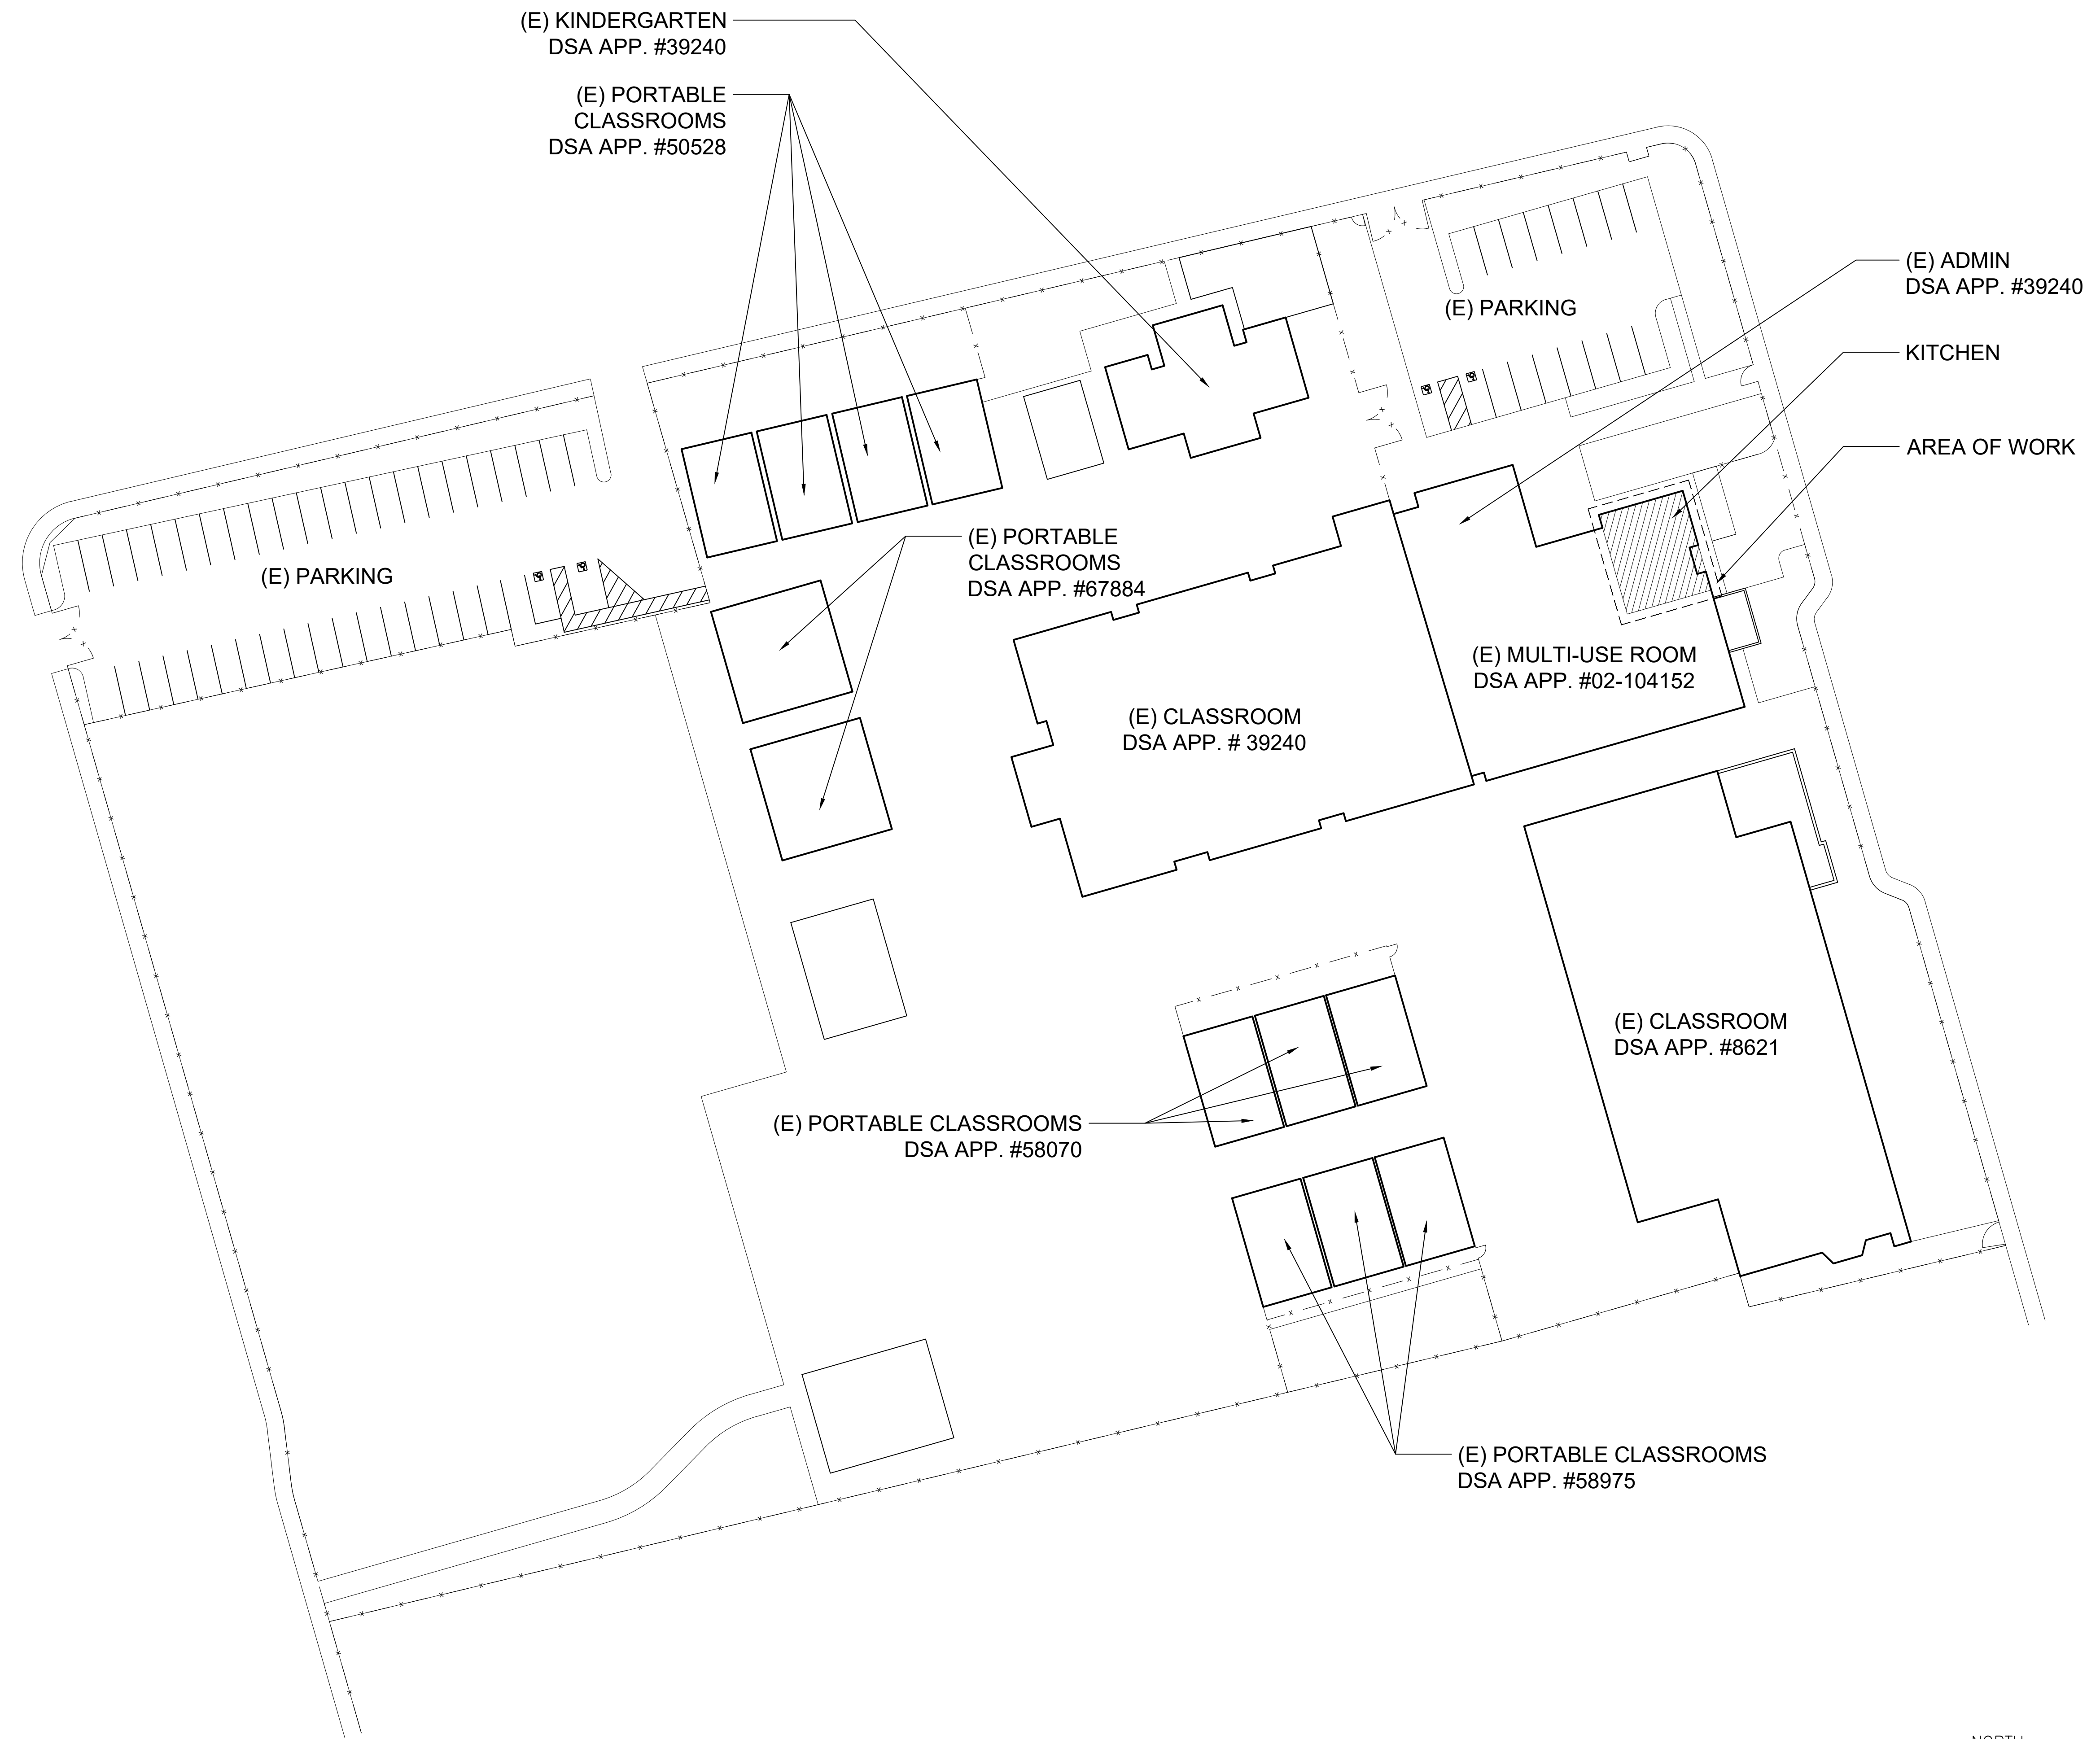 (E) KINDERGARTEN
DSA APP. #39240
(E) PORTABLE
CLASSROOMS
DSA APP. #50528
(E) ADMIN
DSA APP. #39240
(E) PARKING
KITCHEN
AREA OF WORK
(E) PORTABLE
CLASSROOMS
DSA APP. #67884
(E) PARKING
(E) MULTI-USE ROOM
DSA APP. #02-104152
(E) CLASSROOM
DSA APP. # 39240
(E) CLASSROOM
DSA APP. #8621
(E) PORTABLE CLASSROOMS
DSA APP. #58070
(E) PORTABLE CLASSROOMS
DSA APP. #58975
NORTH